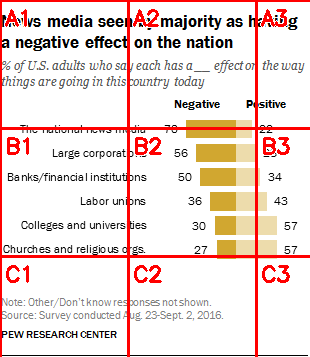 A1 A2 A3
News media seen by majority as having
a negative effect on the nation
% of U.S. adults who say each has a __ effect on the way
things are going in this country today
Negative Positive
The national news media 70 22
B1 B2 B3
Large corporations 56
Banks/financial institutions 50 34
Labor unions 36 43
Colleges and universities 30 57
Churches and religious orgs. 27 57
C1 C2 C3
Note: Other/Don't know responses not shown.
Source: Survey conducted Aug. 23-Sept. 2, 2016.
PEW RESEARCH CENTER